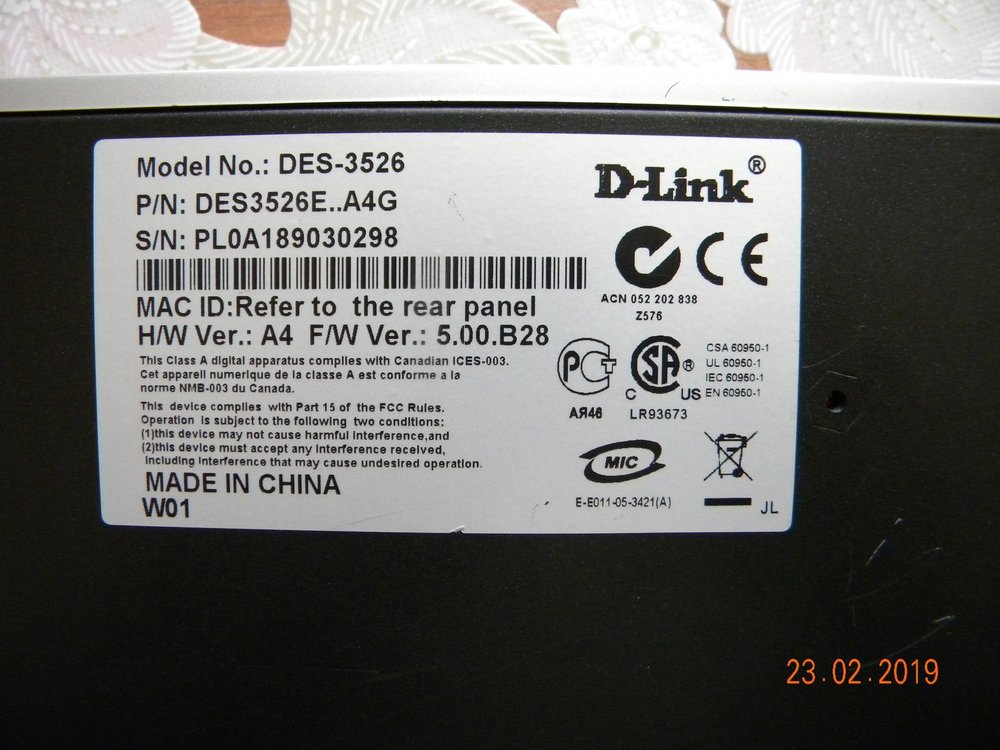 Model No.: DES-3526
P/N: DES3526E..A4G
S/N: PL0A189030298
MAC ID:Refer to the rear panel
H/W Ver.: A4 F/W Ver.: 5.00.B28
This Class A digital apparatus complies with Canadian ICES-003.
Cet appareil numerique de la classe A est conforme a la
norme NMB-003 du Canada.
This device complies with Part 15 of the FCC Rules.
Operation is subject to the following two conditions:
(1)this device may not cause harmful interference,and
(2)this device must accept any interference received,
including interference that may cause undesired operation.
MADE IN CHINA
W01
D-Link®
CE
ACN 052 202 838
Z576
РСТ
АЯ46
C SA ® US
LR93673
CSA 60950-1
UL 60950-1
IEC 60950-1
EN 60950-1
MIC
E-E011-05-3421(A)
JL
23.02.2019